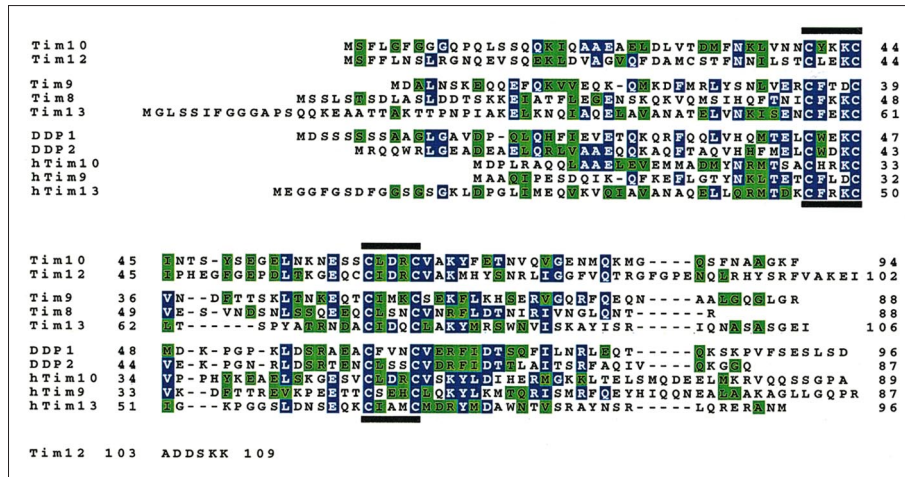 Tim10 MSFLGFGGGQPQLSSQQKIQAAEAELDLVTDMFNKLVNNCYKKC 44
Tim12 MSFFLNSLRGNQEVSQEKLDVAGVQFDAMCSTFNNILSTCLEKC 44
Tim9 MDALNSKEQQEFQKVVEQK-QMKDFMRLYSNLVERCFTDC 39
Tim8 MSSLSTSDLASLDDTSKKEIATFLEGENSKQKVQMSIHQFTNICFKKC 48
Tim13 MGLSSIFGGGAPSQQKEAATTAKTTPNPIAKELKNQIAQELAVANATELVNKISENCFEKC 61
DDP1 MDSSSSSSAAGLGAVDP-QLQHFIEVETQKQRFQQLVHQMTELCWEKC 47
DDP2 MRQQWRLGEADEAELQRLVAAEQQKAQFTAQVHHFMELCWDKC 43
hTim10 MDPLRAQQLAAELEVEMMADMYNRMTSACHRKC 33
hTim9 MAAQIPESDQIK-QFKEFLGTYNKLTETCFLDC 32
hTim13 MEGGFGSDFGGSGSGKLDPGLIMEQVKVQIAVANAQELLQRMTDKCFRKC 50
Tim10 45 INTS-YSEGELNKNESSCLDRCVAKYFETNVQVGENMQKMG----QSFNAAGKF 94
Tim12 45 IPHEGFGEPDLTKGEQCCIDRCVAKMHYSNRLIGGFVQTRGFGPENQLRHYSRFVAKEI 102
Tim9 36 VN--DFTTSKLTNKEQTCIMKCSEKFLKHSERVGQRFQEQN-----AALGQGLGR 88
Tim8 49 VE-S-VNDSNLSSQEEQCLSNCVNRFLDTNIRIVNGLQNT------R 88
Tim13 62 LT-----SPYATRNDACIDQCLAKYMRSWNVISKAYISR-----IQNASASGEI 106
DDP1 48 MD-K-PGP-KLDSRAEACFVNCVERFIDTSQFILNRLEQT-----QKSKPVFSESLSD 96
DDP2 44 VE-K-PGN-RLDSRTENCLSSCVDRFIDTTLAITSRFAQIV----QKGGQ 87
hTim10 34 VP-PHYKEAELSKGESVCLDRCVSKYLDIHERMGKKLTELSMQDEELMKRVQQSSGPA 89
hTim9 33 VK--DFTTREVKPEETTCSEHCLQKYLKMTQRISMRFQEYHIQQNEALAAKAGLLGQPR 87
hTim13 51 IG---KPGGSLDNSEQKCIAMCMDRYMDAWNTVSRAYNSR-----LQRERANM 96
Tim12 103 ADDSKK 109